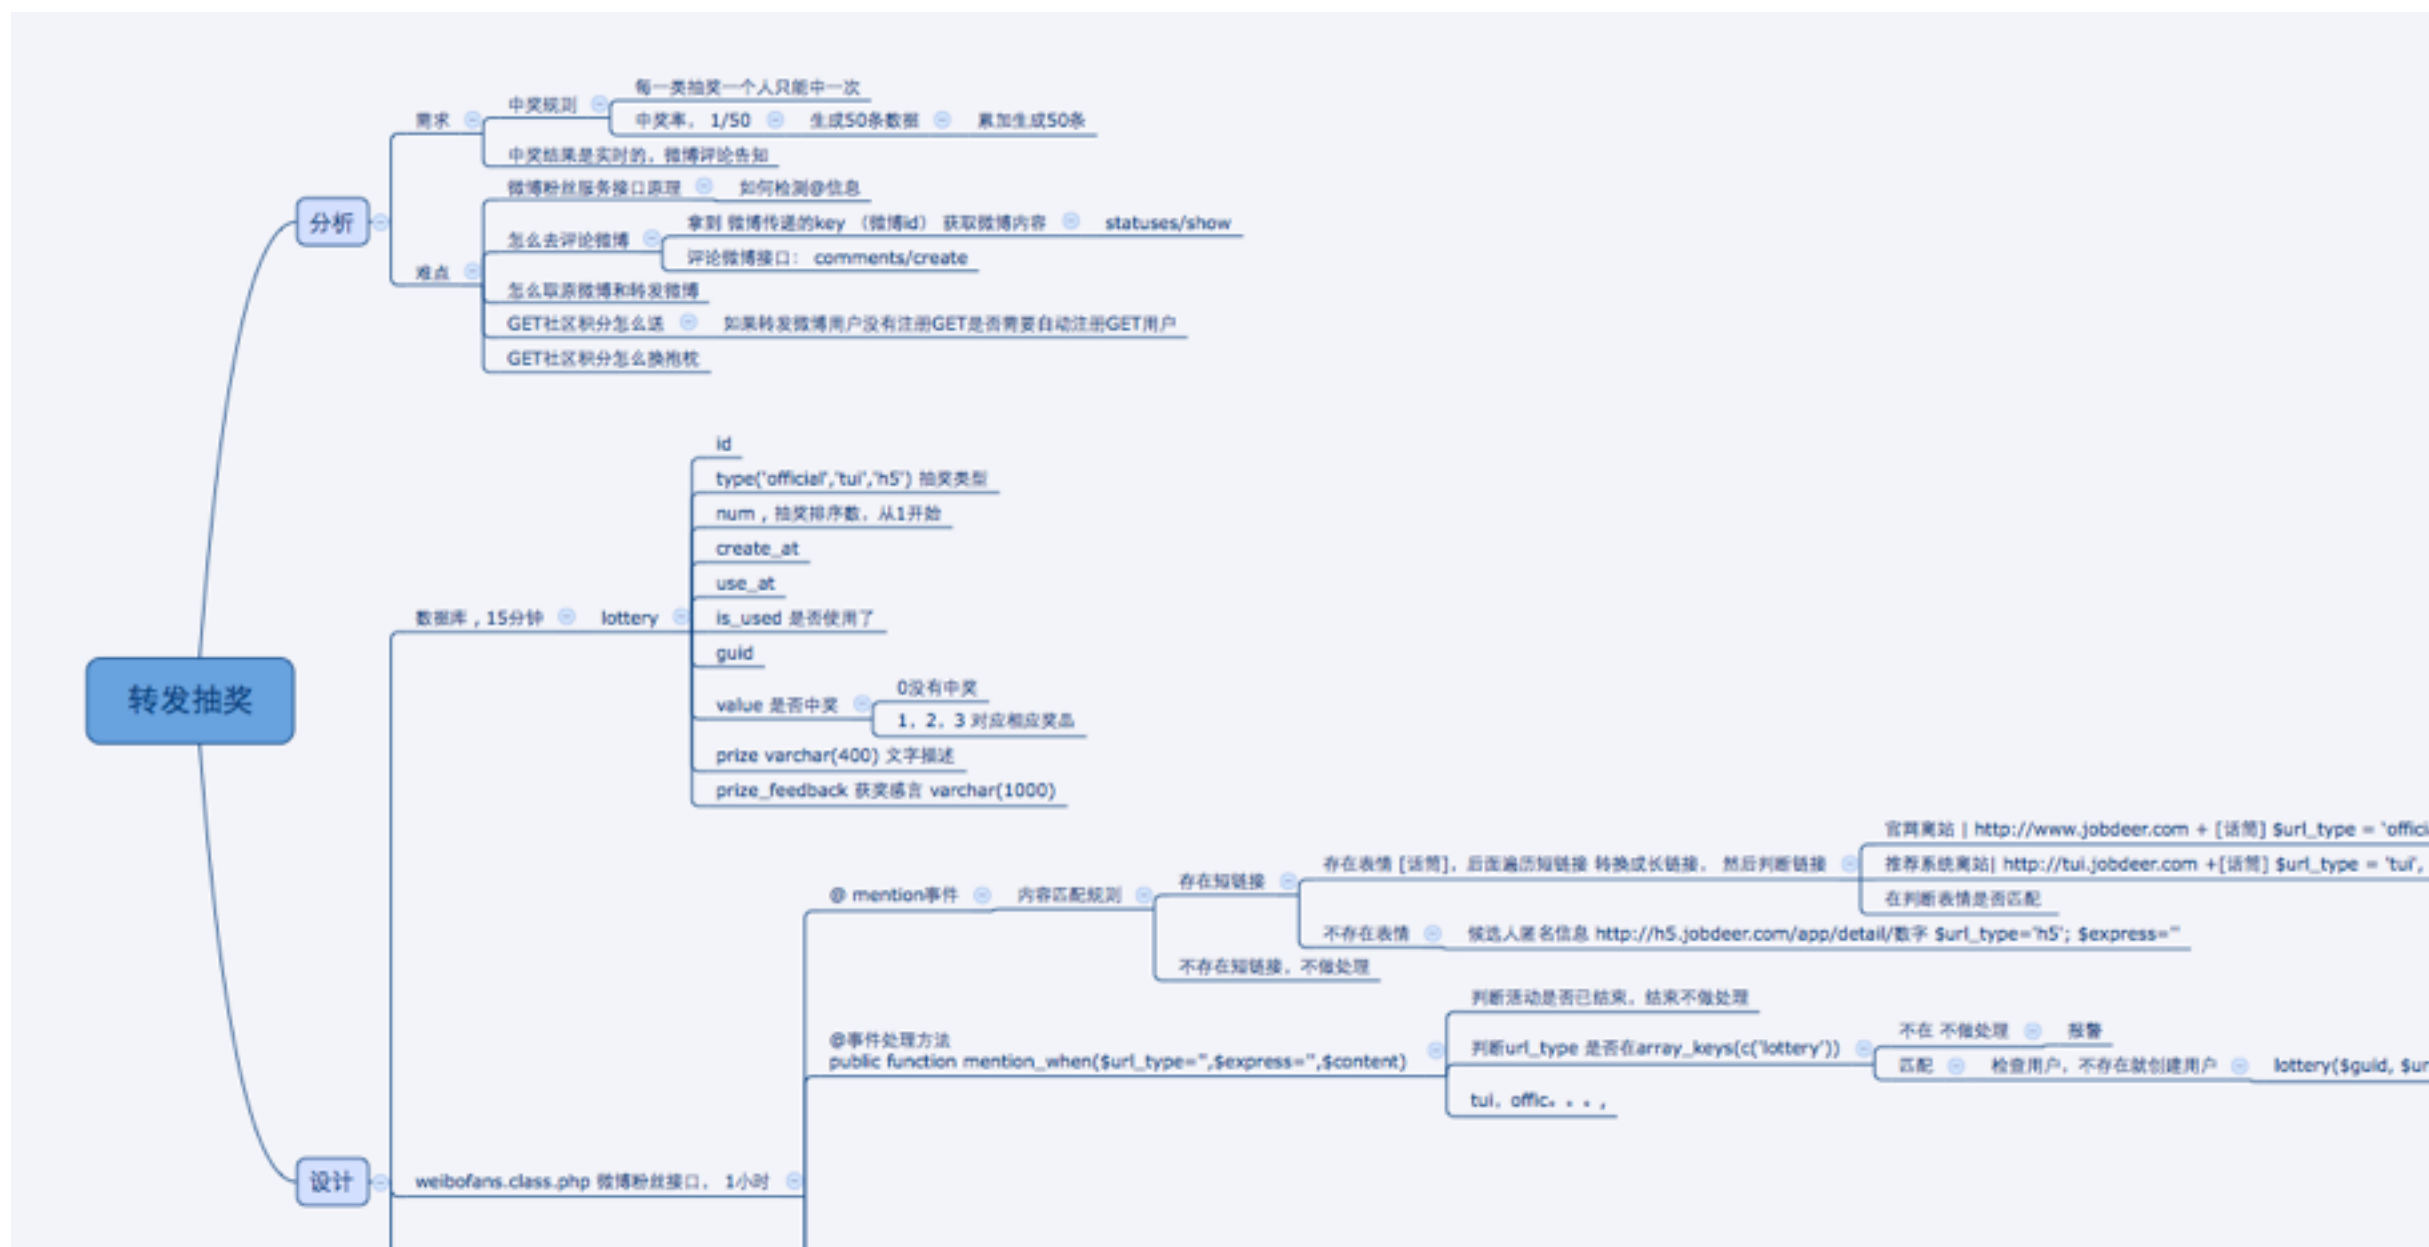 每一类抽奖一个人只能中一次
中奖规则
需求
中奖率，1/50
生成50条数据
累加生成50条
中奖结果是实时的，微博评论告知
微博粉丝服务接口原理
如何检测@信息
分析
拿到 微博传递的key （微博id） 获取微博内容
statuses/show
怎么去评论微博
评论微博接口： comments/create
难点
怎么取原微博和转发微博
GET社区积分怎么送
如果转发微博用户没有注册GET是否需要自动注册GET用户
GET社区积分怎么换抱枕
id
type('official','tui','h5') 抽奖类型
num , 抽奖排序数，从1开始
create_at
use_at
数据库 , 15分钟
lottery
is_used 是否使用了
guid
转发抽奖
value 是否中奖
0没有中奖
1，2，3 对应相应奖品
prize varchar(400) 文字描述
prize_feedback 获奖感言 varchar(1000)
官网离站 | http://www.jobdeer.com + [话筒] $url_type = 'offici
存在表情 [话筒]，后面遍历短链接 转换成长链接， 然后判断链接
推荐系统离站| http://tui.jobdeer.com +[话筒] $url_type = 'tui',
存在短链接
@ mention事件
内容匹配规则
在判断表情是否匹配
不存在表情
候选人匿名信息 http://h5.jobdeer.com/app/detail/数字 $url_type='h5'; $express=''
不存在短链接，不做处理
判断活动是否已结束，结束不做处理
@事件处理方法
public function mention_when($url_type='',$express='',$content)
判断url_type 是否在array_keys(c('lottery'))
不在 不做处理
报警
匹配
检查用户，不存在就创建用户
lottery($guid, $ur
tui，offic。。。,
设计
weibofans.class.php 微博粉丝接口， 1小时